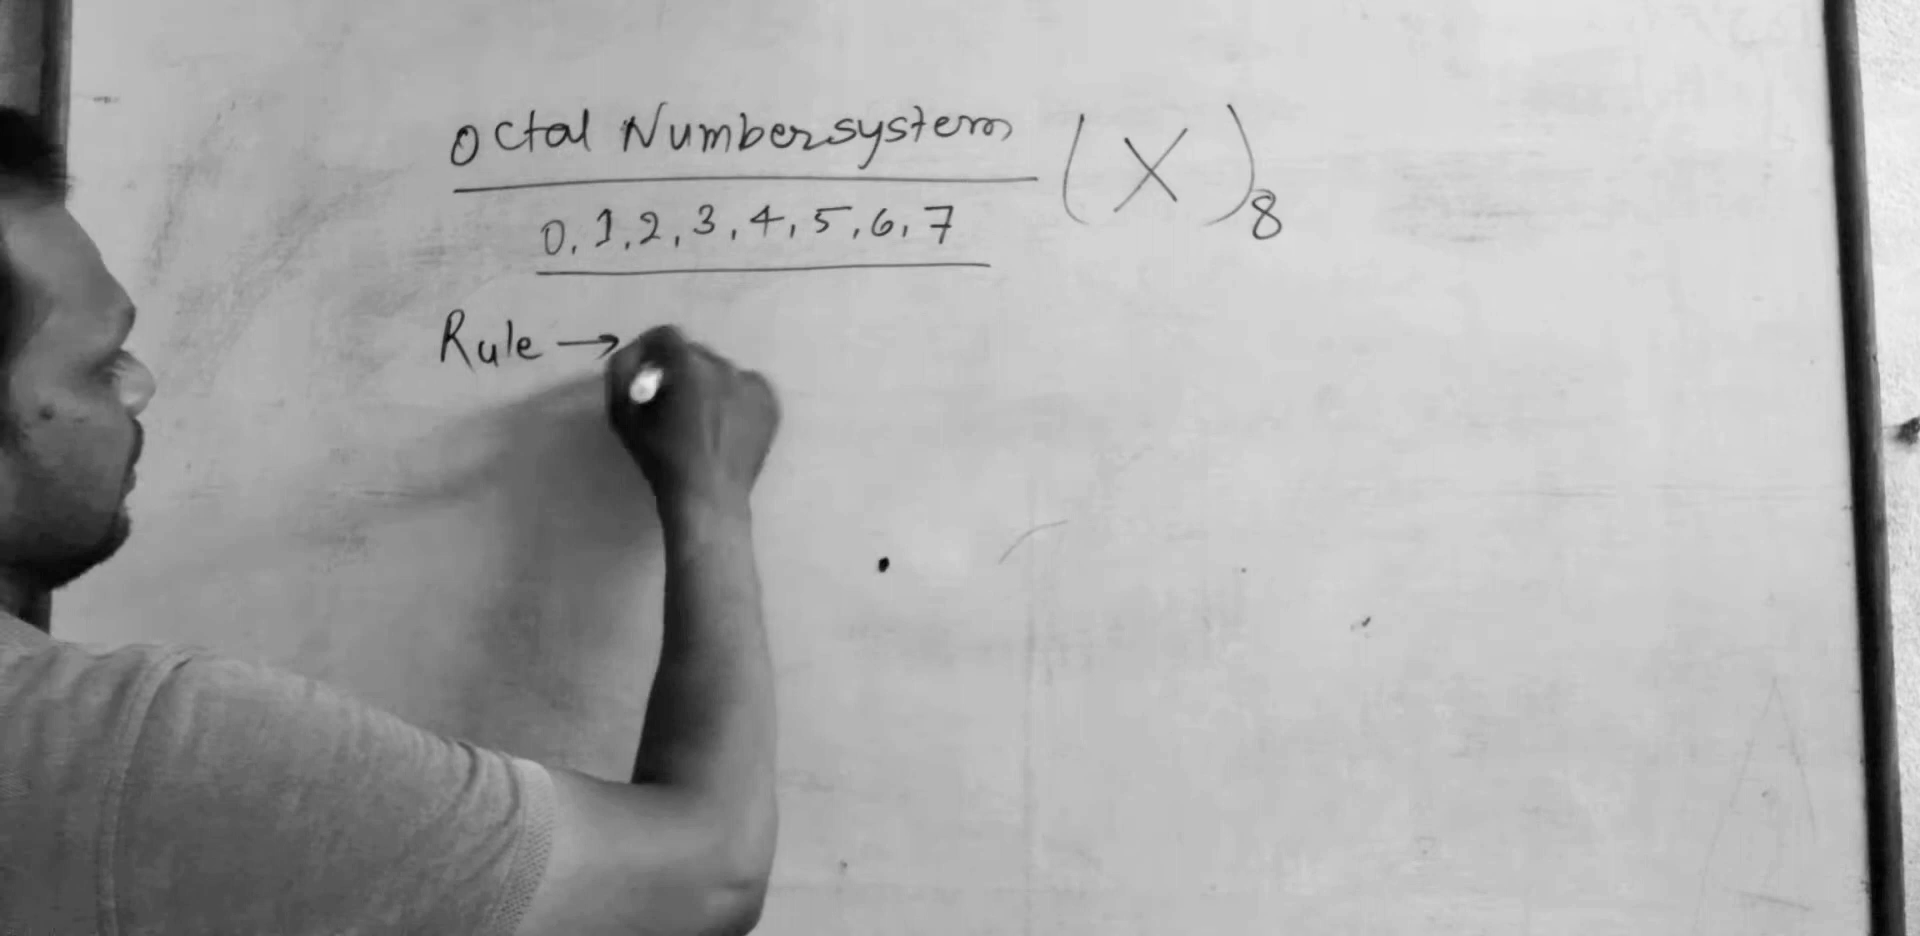 Octal Number system (X)8
0, 1, 2, 3, 4, 5, 6, 7
Rule →